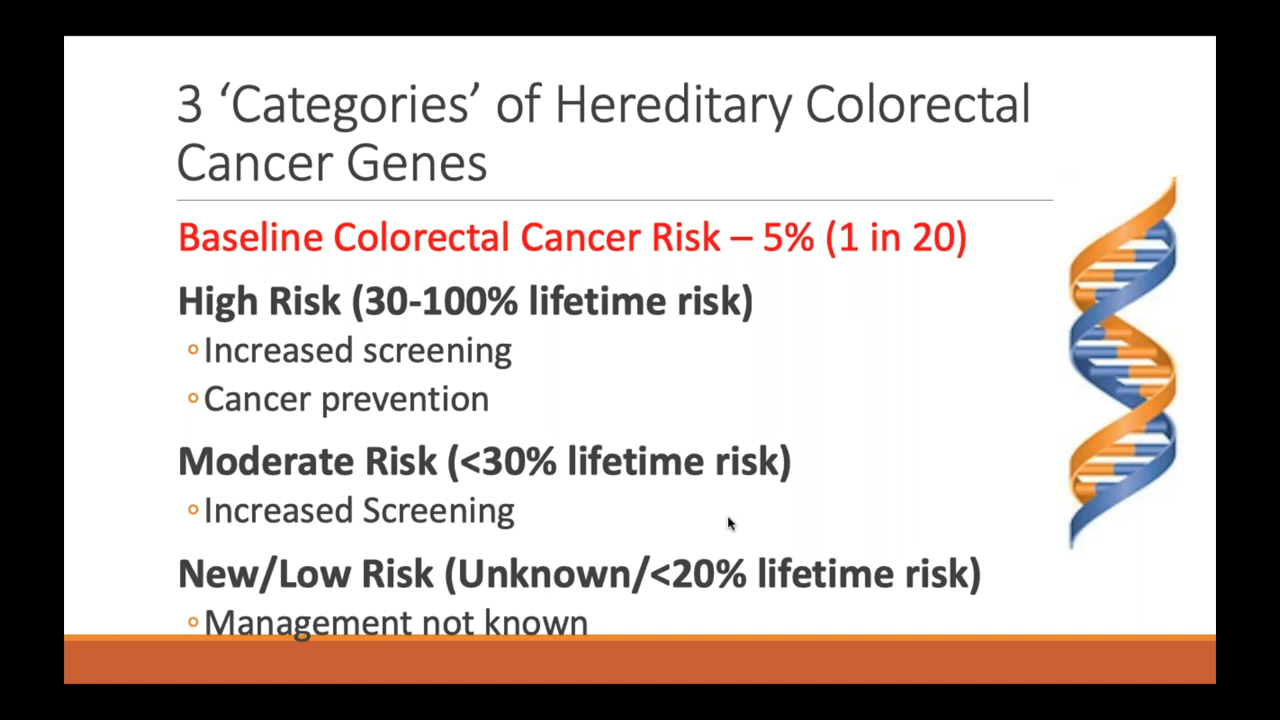 3 ‘Categories’ of Hereditary Colorectal
Cancer Genes
Baseline Colorectal Cancer Risk – 5% (1 in 20)
High Risk (30-100% lifetime risk)
Increased screening
Cancer prevention
Moderate Risk (<30% lifetime risk)
Increased Screening
New/Low Risk (Unknown/<20% lifetime risk)
Management not known